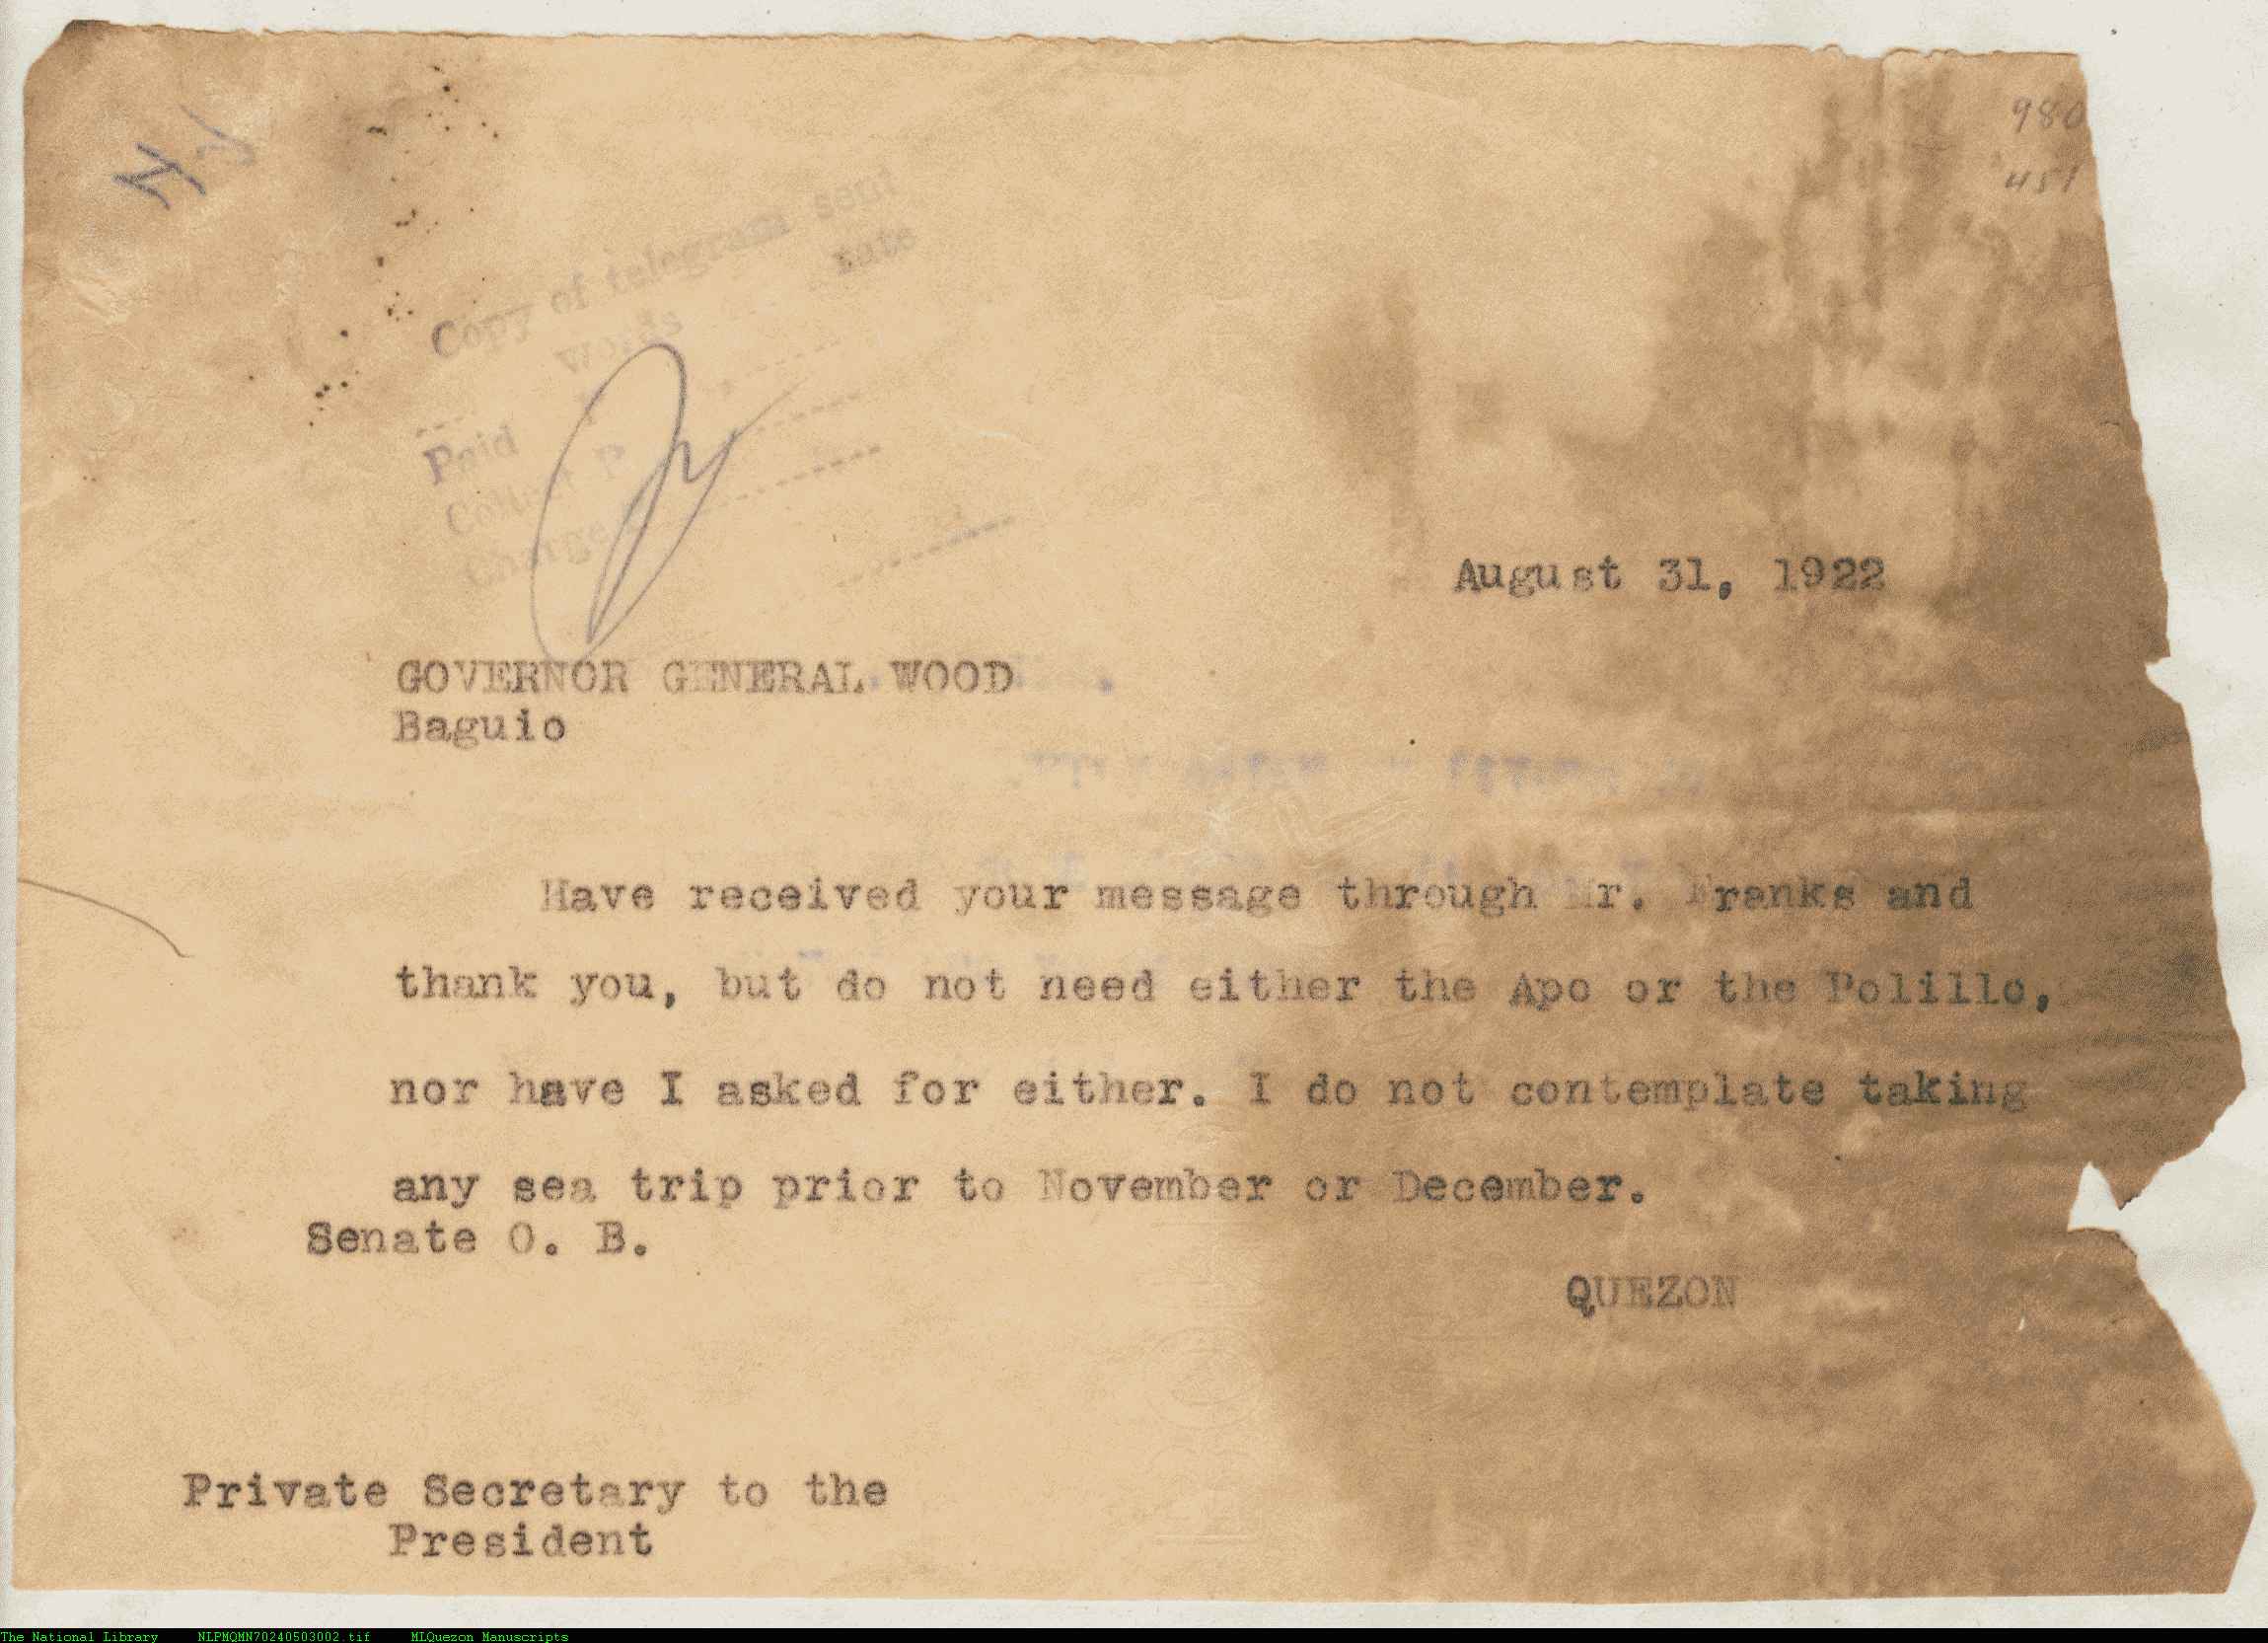 980
451
Copy of telegram sent
rate
Words
Paid P
Collect P
Charge
August 31, 1922
GOVERNOR GENERAL WOOD
Baguio
Have received your message through Mr. Franks and
thank you, but do not need either the Apo or the Polillo,
nor have I asked for either. I do not contemplate taking
any sea trip prior to November or December.
Senate O. B.
QUEZON
Private Secretary to the
President
The National Library NLPMQMN70240503002.tif MLQuezon Manuscripts